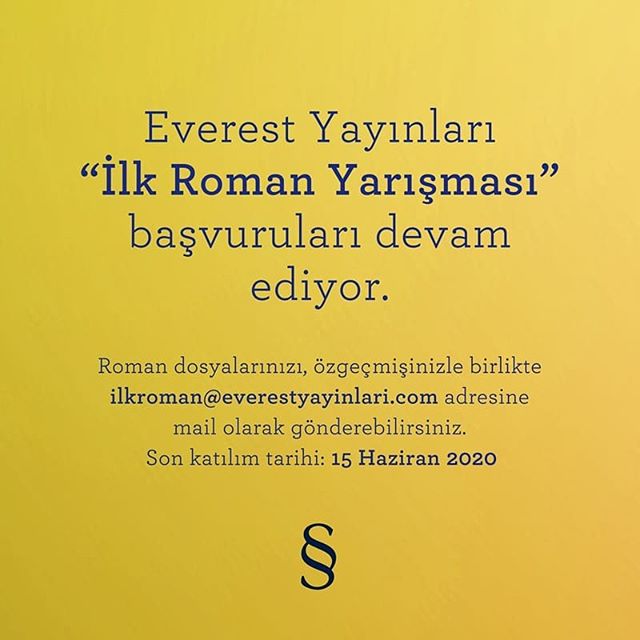 Everest Yayınları
“İlk Roman Yarışması”
başvuruları devam
ediyor.
Roman dosyalarınızı, özgeçmişinizle birlikte
ilkroman@everestyayinlari.com adresine
mail olarak gönderebilirsiniz.
Son katılım tarihi: 15 Haziran 2020
§